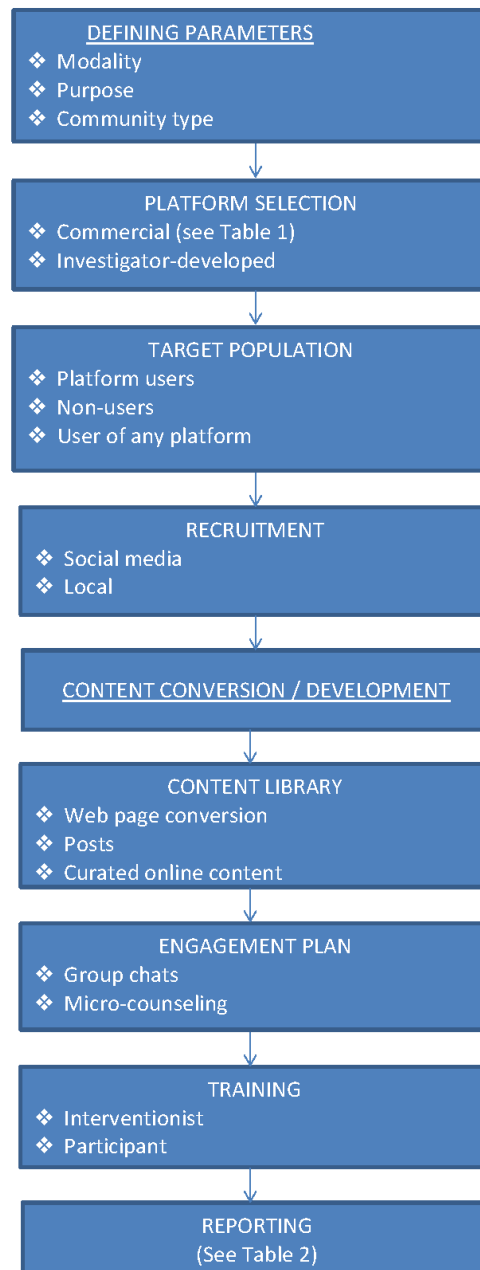 DEFINING PARAMETERS
❖ Modality
❖ Purpose
❖ Community type
PLATFORM SELECTION
❖ Commercial (see Table 1)
❖ Investigator-developed
TARGET POPULATION
❖ Platform users
❖ Non-users
❖ User of any platform
RECRUITMENT
❖ Social media
❖ Local
CONTENT CONVERSION / DEVELOPMENT
CONTENT LIBRARY
❖ Web page conversion
❖ Posts
❖ Curated online content
ENGAGEMENT PLAN
❖ Group chats
❖ Micro-counseling
TRAINING
❖ Interventionist
❖ Participant
REPORTING
(See Table 2)